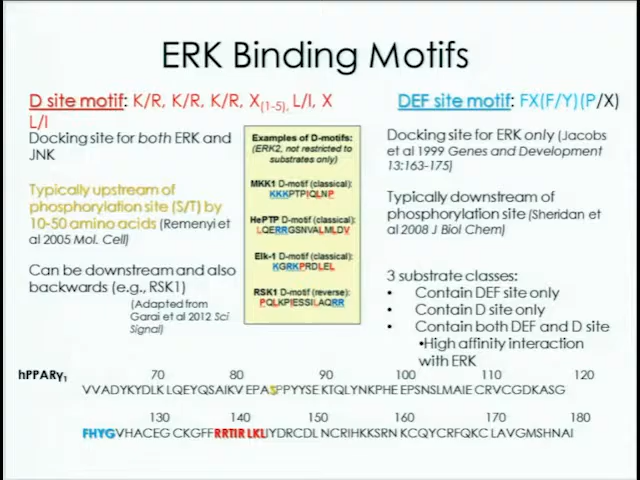 ERK Binding Motifs
D site motif: K/R, K/R, K/R, X(1-5), L/I, X
L/I
Docking site for both ERK and
JNK
Typically upstream of
phosphorylation site (S/T) by
10-50 amino acids (Remenyi et
al 2005 Mol. Cell)
Can be downstream and also
backwards (e.g., RSK1)
(Adapted from
Garai et al 2012 Sci
Signal)
Examples of D-motifs:
(ERK2, not restricted to
substrates only)
MKK1 D-motif (classical):
KKKPTPIQLNP
HePTP D-motif (classical):
LQERRGSNVALMLDV
Elk-1 D-motif (classical):
KGRKPRDLEL
RSK1 D-motif (reverse):
PQLKPIESSILAQRR
DEF site motif: FX(F/Y)(P/X)
Docking site for ERK only (Jacobs
et al 1999 Genes and Development
13:163-175)
Typically downstream of
phosphorylation site (Sheridan et
al 2008 J Biol Chem)
3 substrate classes:
• Contain DEF site only
• Contain D site only
• Contain both DEF and D site
•High affinity interaction
with ERK
hPPARγ1 70 80 90 100 110 120
VVADYKYDLK LQEYQSAIKV EPASPPYYSE KTQLYNKPHE EPSNSLMAIE CRVCGDKASG
130 140 150 160 170 180
FHYGVHACEG CKGFFRRTIR LKLIYDRCDL NCRIHKKSRN KCQYCRFQKC LAVGMSHNAI